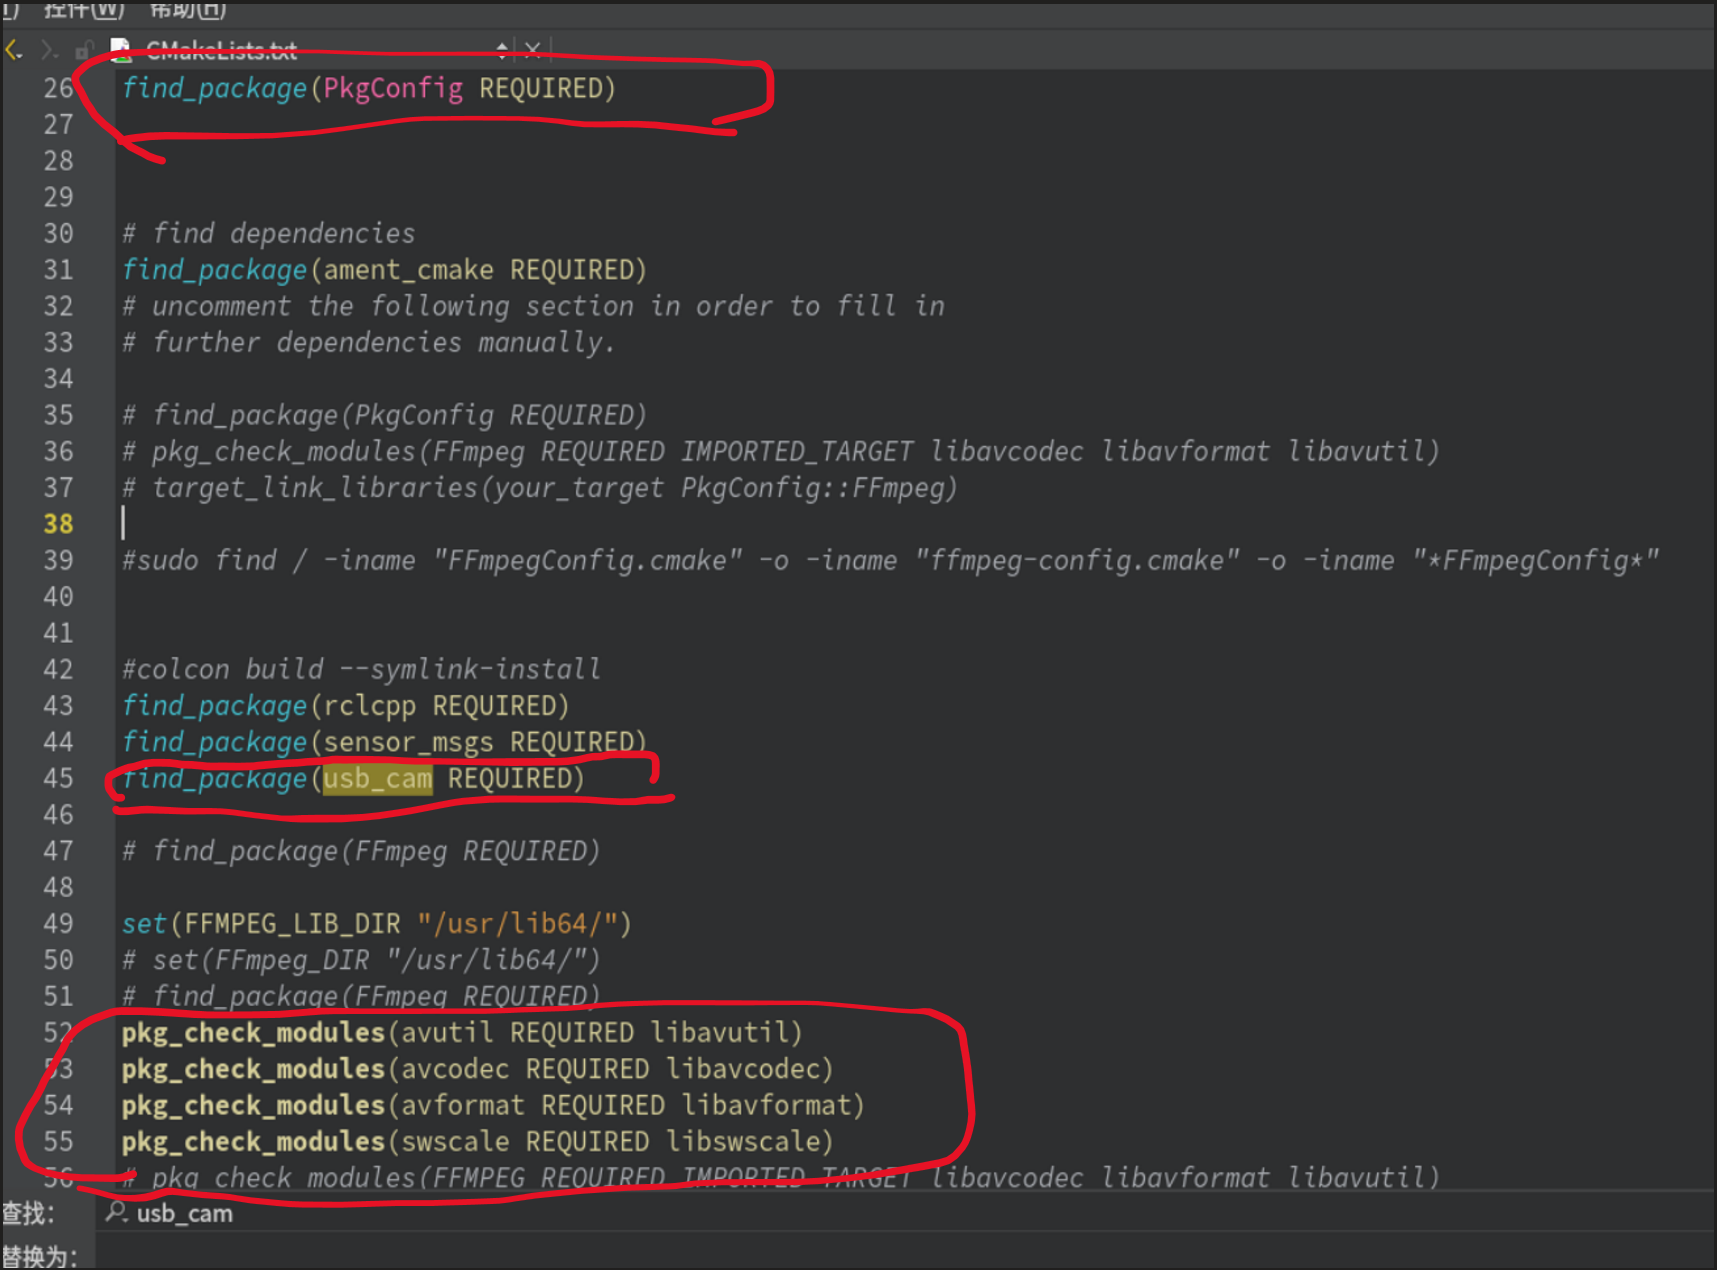 控件(W) 帮助(H)
CMakeLists.txt
26 find_package(PkgConfig REQUIRED)
27
28
29
30 # find dependencies
31 find_package(ament_cmake REQUIRED)
32 # uncomment the following section in order to fill in
33 # further dependencies manually.
34
35 # find_package(PkgConfig REQUIRED)
36 # pkg_check_modules(FFmpeg REQUIRED IMPORTED_TARGET libavcodec libavformat libavutil)
37 # target_link_libraries(your_target PkgConfig::FFmpeg)
38
39 #sudo find / -iname "FFmpegConfig.cmake" -o -iname "ffmpeg-config.cmake" -o -iname "*FFmpegConfig*"
40
41
42 #colcon build --symlink-install
43 find_package(rclcpp REQUIRED)
44 find_package(sensor_msgs REQUIRED)
45 find_package(usb_cam REQUIRED)
46
47 # find_package(FFmpeg REQUIRED)
48
49 set(FFMPEG_LIB_DIR "/usr/lib64/")
50 # set(FFmpeg_DIR "/usr/lib64/")
51 # find_package(FFmpeg REQUIRED)
52 pkg_check_modules(avutil REQUIRED libavutil)
53 pkg_check_modules(avcodec REQUIRED libavcodec)
54 pkg_check_modules(avformat REQUIRED libavformat)
55 pkg_check_modules(swscale REQUIRED libswscale)
56 # pkg_check_modules(FFMPEG REQUIRED IMPORTED_TARGET libavcodec libavformat libavutil)
查找: usb_cam
替换为: